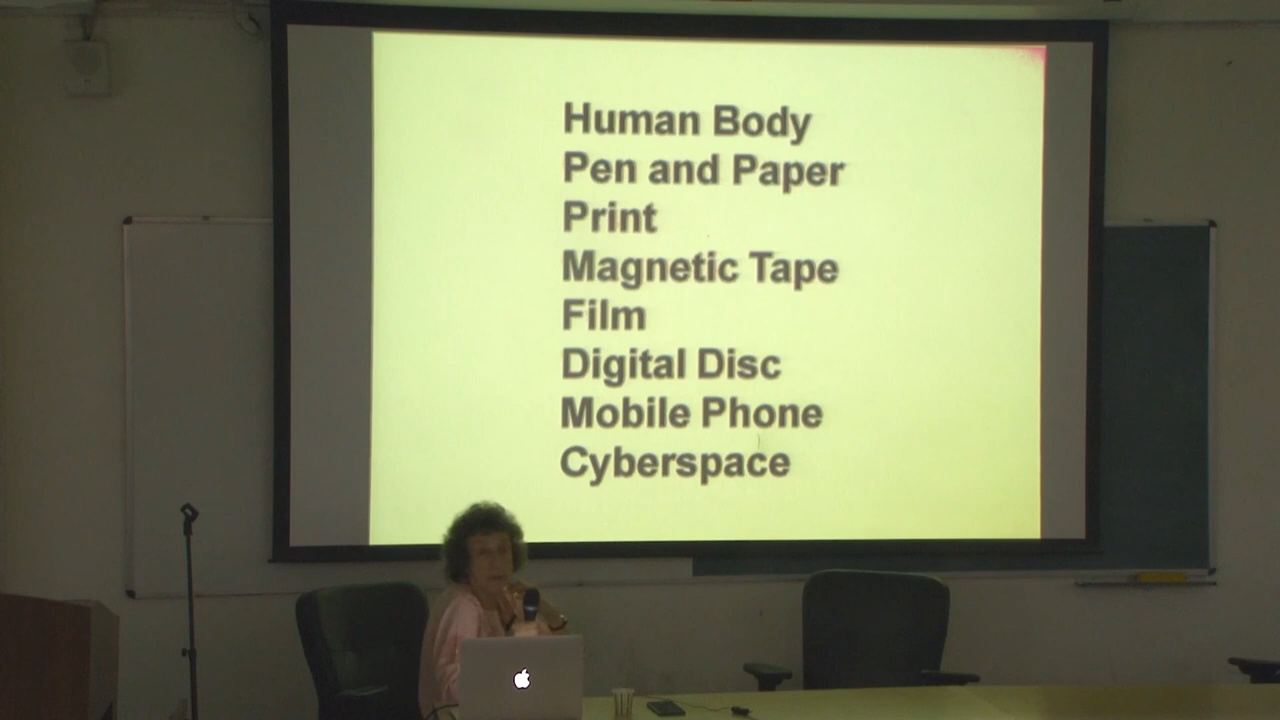 Human Body
Pen and Paper
Print
Magnetic Tape
Film
Digital Disc
Mobile Phone
Cyberspace